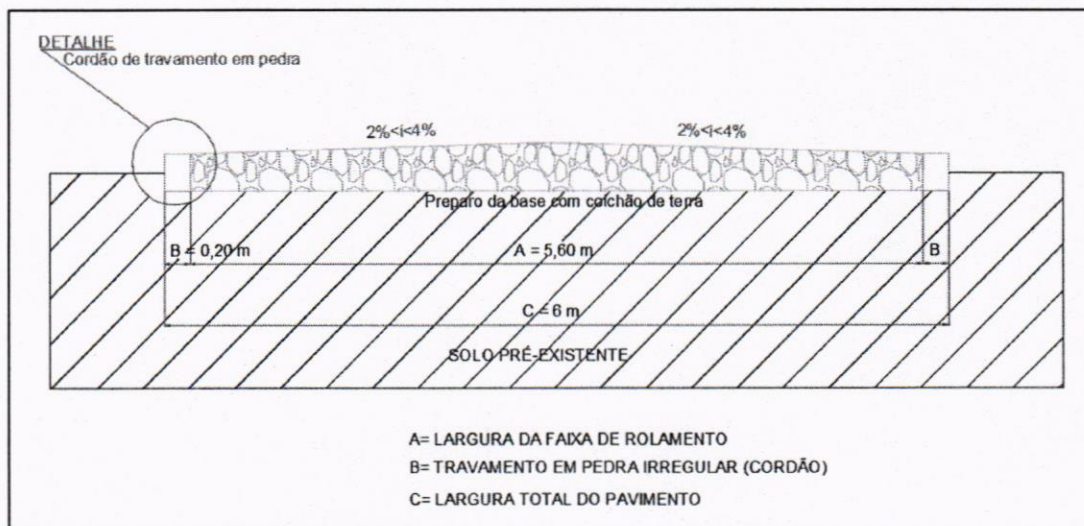 DETALHE
Cordão de travamento em pedra
2%<i<4% 2%<i<4%
Preparo da base com colchão de terra
B = 0,20 m A = 5,60 m B
C = 6 m
SOLO PRÉ-EXISTENTE
A= LARGURA DA FAIXA DE ROLAMENTO
B= TRAVAMENTO EM PEDRA IRREGULAR (CORDÃO)
C= LARGURA TOTAL DO PAVIMENTO